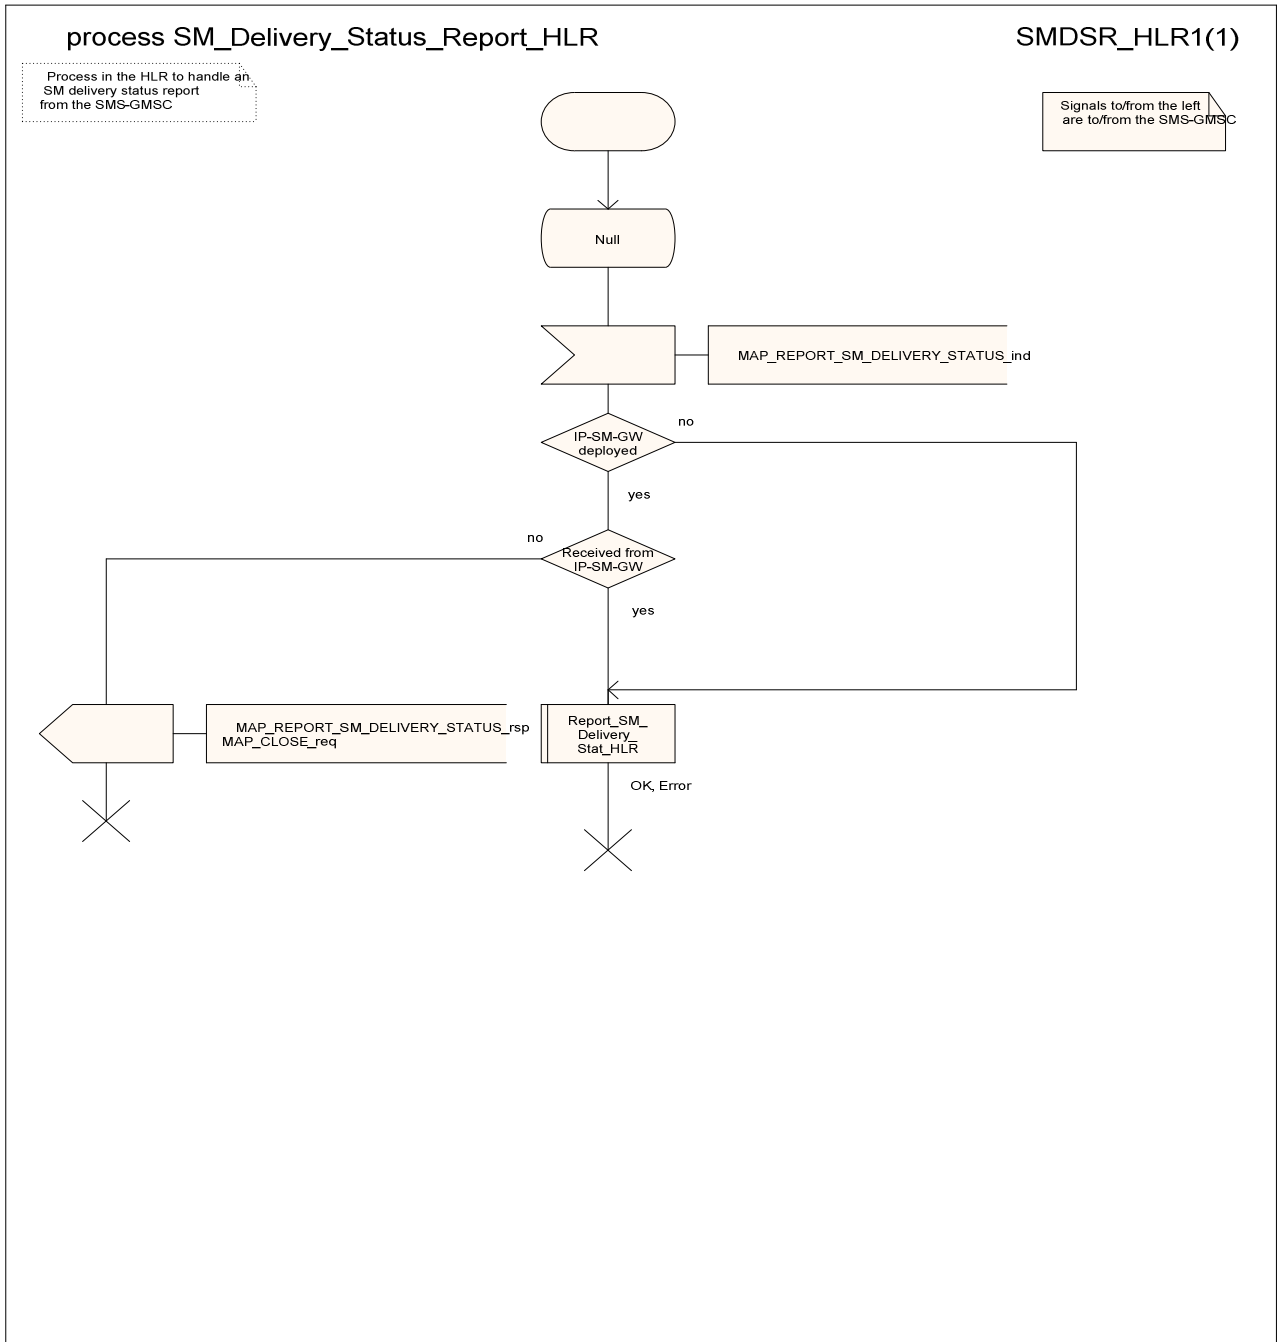 process SM_Delivery_Status_Report_HLR
SMDSR_HLR1(1)
Process in the HLR to handle an
SM delivery status report
from the SMS-GMSC
Signals to/from the left
are to/from the SMS-GMSC
Null
MAP_REPORT_SM_DELIVERY_STATUS_ind
IP-SM-GW
deployed
no
yes
no
Received from
IP-SM-GW
yes
MAP_REPORT_SM_DELIVERY_STATUS_rsp
MAP_CLOSE_req
Report_SM_
Delivery_
Stat_HLR
OK, Error